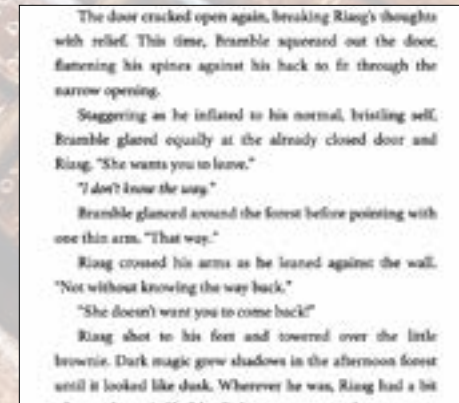 The door cracked open again, breaking Riasg's thoughts
with relief. This time, Bramble squeezed out the door,
flattening his spines against his back to fit through the
narrow opening.
Staggering as he inflated to his normal, bristling self,
Bramble glared equally at the already closed door and
Riasg. "She wants you to leave."
"I don't know the way."
Bramble glanced around the forest before pointing with
one thin arm. "That way."
Riasg crossed his arms as he leaned against the wall.
"Not without knowing the way back."
"She doesn't want you to come back!"
Riasg shot to his feet and towered over the little
brownie. Dark magic grew shadows in the afternoon forest
until it looked like dusk. Wherever he was, Riasg had a bit